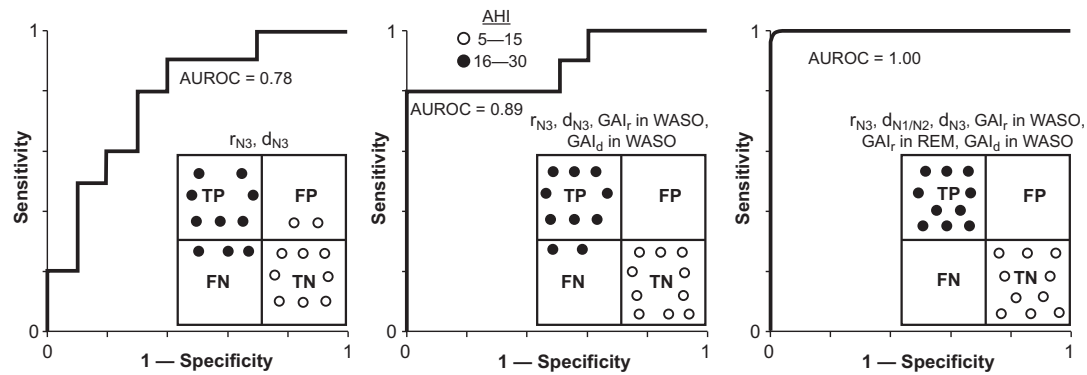 1
AUROC = 0.78
r_N3, d_N3
TP
FP
FN
TN
Sensitivity
0
1 — Specificity
1
1
AHI
5—15
16—30
AUROC = 0.89
r_N3, d_N3, GAI_r in WASO,
GAI_d in WASO
TP
FP
FN
TN
Sensitivity
0
1 — Specificity
1
1
AUROC = 1.00
r_N3, d_N1/N2, d_N3, GAI_r in WASO,
GAI_r in REM, GAI_d in WASO
TP
FP
FN
TN
Sensitivity
0
1 — Specificity
1